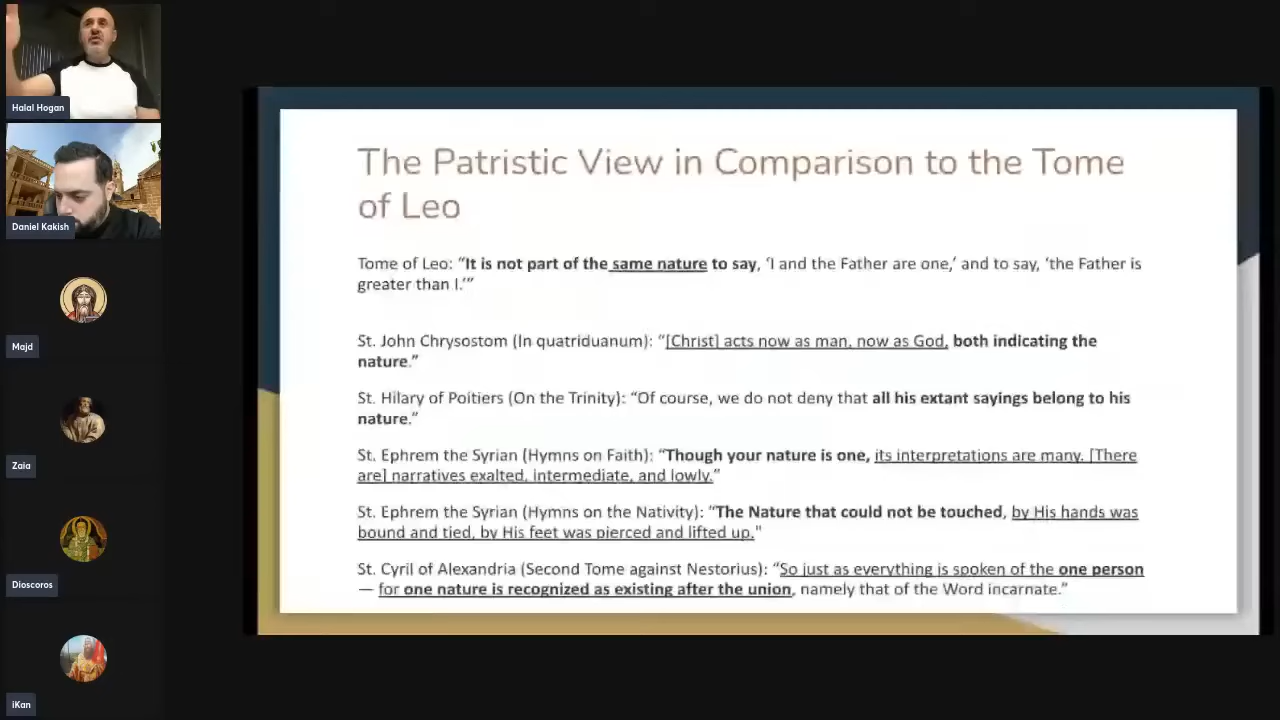 Halal Hogan
Daniel Kakish
Majd
Zaia
Dioscoros
iKan
The Patristic View in Comparison to the Tome
of Leo
Tome of Leo: “It is not part of the same nature to say, ‘I and the Father are one,’ and to say, ‘the Father is
greater than I.’”
St. John Chrysostom (In quatriduanum): “[Christ] acts now as man, now as God, both indicating the
nature.”
St. Hilary of Poitiers (On the Trinity): “Of course, we do not deny that all his extant sayings belong to his
nature.”
St. Ephrem the Syrian (Hymns on Faith): “Though your nature is one, its interpretations are many. [There
are] narratives exalted, intermediate, and lowly.”
St. Ephrem the Syrian (Hymns on the Nativity): “The Nature that could not be touched, by His hands was
bound and tied, by His feet was pierced and lifted up."
St. Cyril of Alexandria (Second Tome against Nestorius): “So just as everything is spoken of the one person
— for one nature is recognized as existing after the union, namely that of the Word incarnate.”